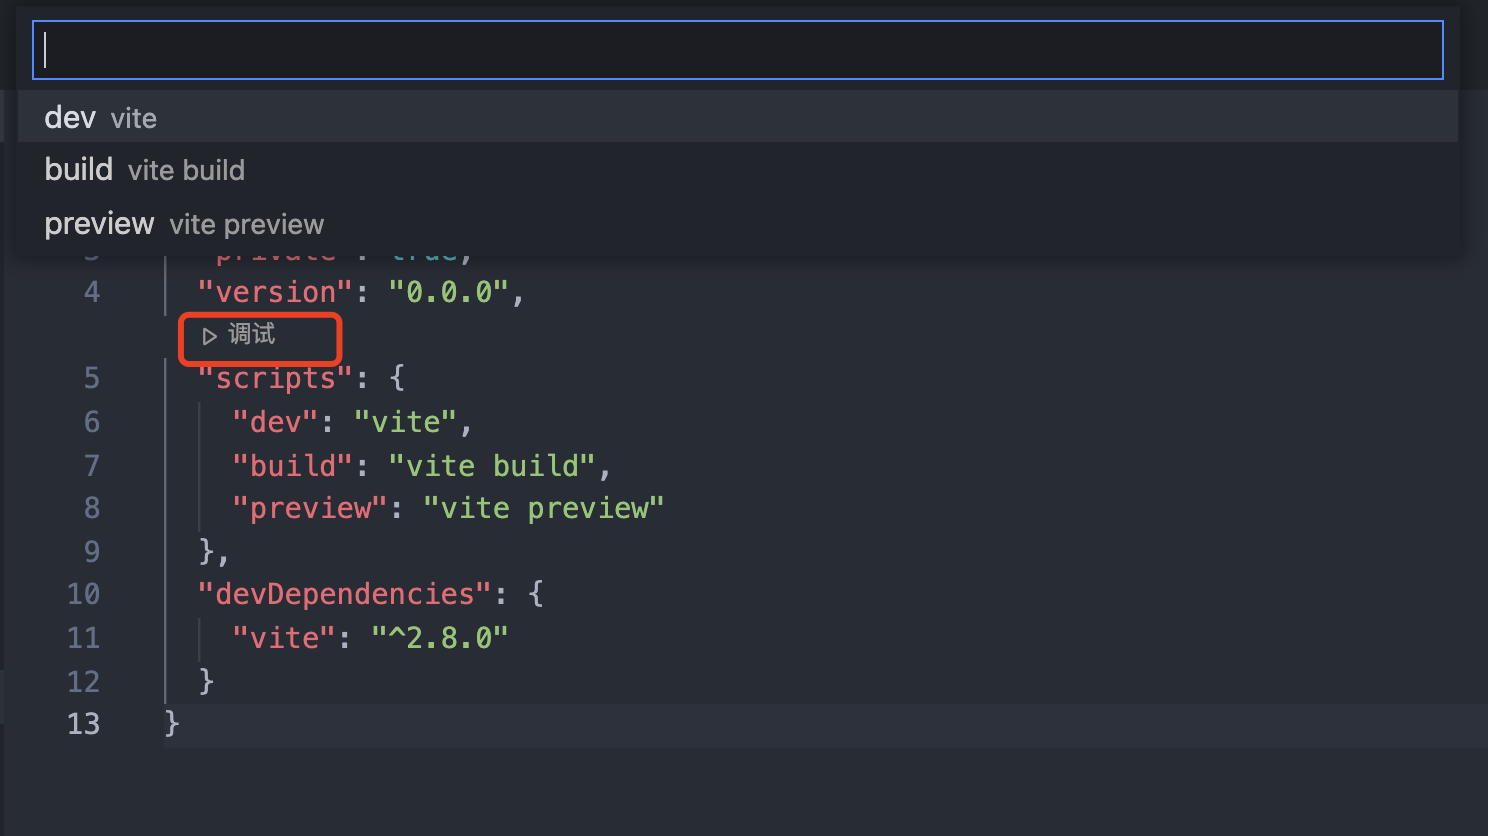 dev vite
build vite build
preview vite preview
"private": true,
4 "version": "0.0.0",
调试
5 "scripts": {
6 "dev": "vite",
7 "build": "vite build",
8 "preview": "vite preview"
9 },
10 "devDependencies": {
11 "vite": "^2.8.0"
12 }
13 }